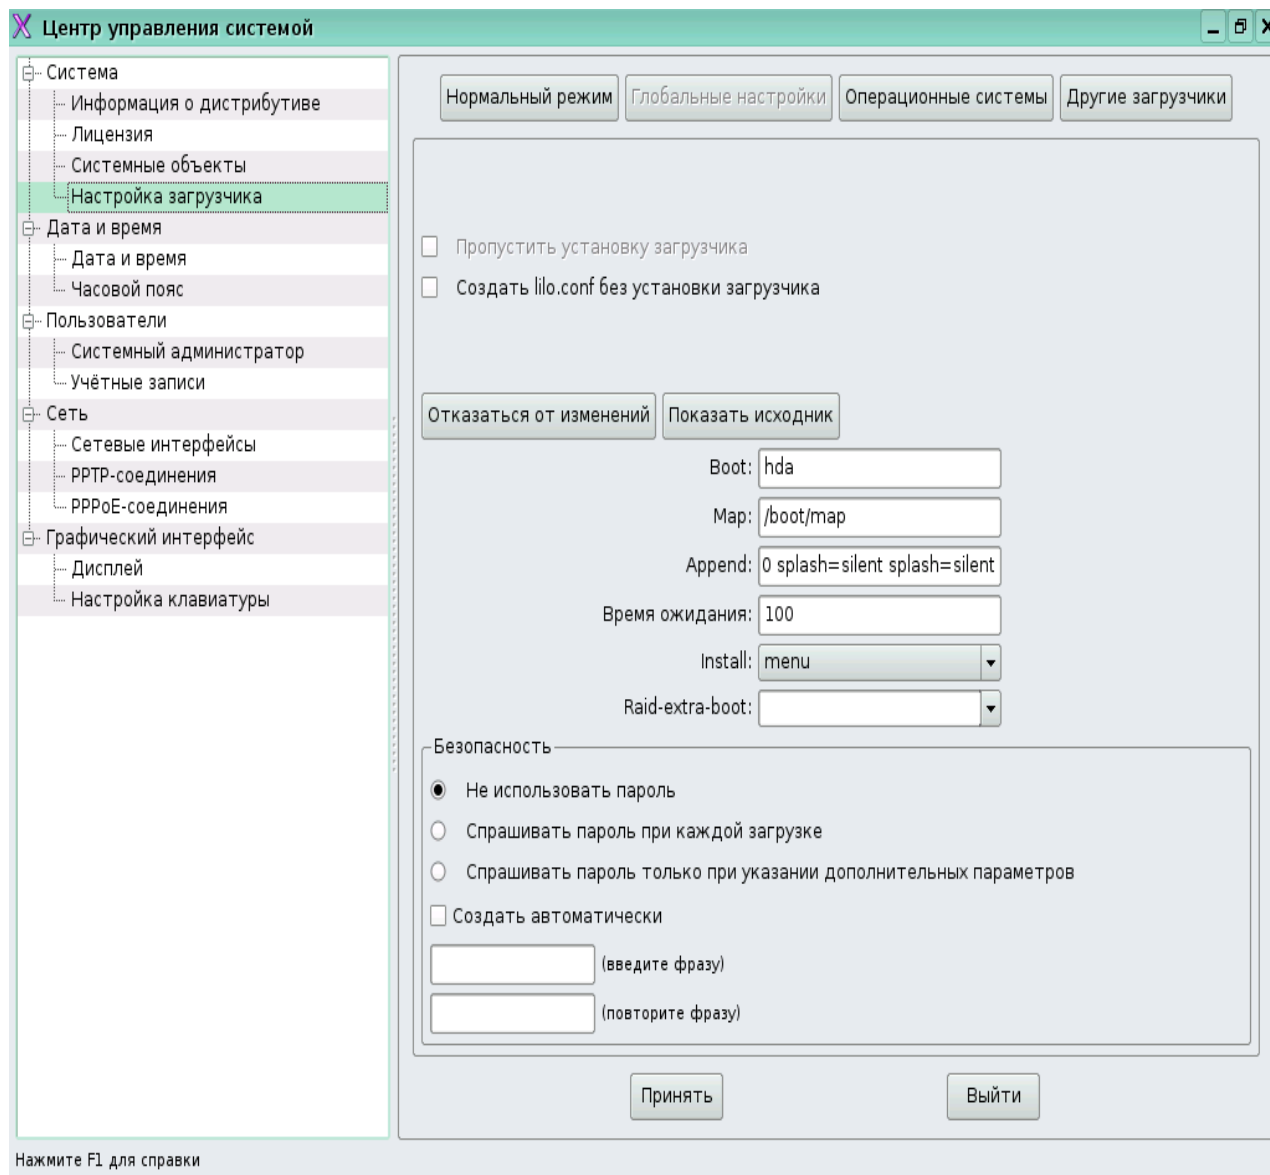 Центр управления системой
Система
Информация о дистрибутиве
Лицензия
Системные объекты
Настройка загрузчика
Дата и время
Дата и время
Часовой пояс
Пользователи
Системный администратор
Учётные записи
Сеть
Сетевые интерфейсы
PPTP-соединения
PPPoE-соединения
Графический интерфейс
Дисплей
Настройка клавиатуры
Нормальный режим Глобальные настройки Операционные системы Другие загрузчики
Пропустить установку загрузчика
Создать lilo.conf без установки загрузчика
Отказаться от изменений Показать исходник
Boot: hda
Map: /boot/map
Append: 0 splash=silent splash=silent
Время ожидания: 100
Install: menu
Raid-extra-boot:
Безопасность
Не использовать пароль
Спрашивать пароль при каждой загрузке
Спрашивать пароль только при указании дополнительных параметров
Создать автоматически
(введите фразу)
(повторите фразу)
Принять Выйти
Нажмите F1 для справки